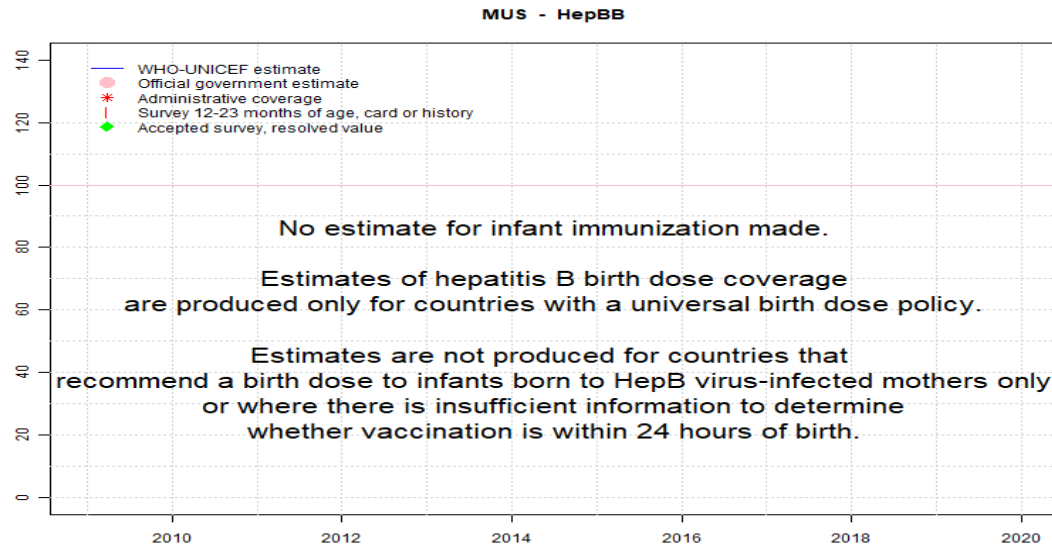 MUS - HepBB
WHO-UNICEF estimate
Official government estimate
Administrative coverage
Survey 12-23 months of age, card or history
Accepted survey, resolved value
140
120
100
80
60
40
20
0
No estimate for infant immunization made.
Estimates of hepatitis B birth dose coverage
are produced only for countries with a universal birth dose policy.
Estimates are not produced for countries that
recommend a birth dose to infants born to HepB virus-infected mothers only
or where there is insufficient information to determine
whether vaccination is within 24 hours of birth.
2010 2012 2014 2016 2018 2020